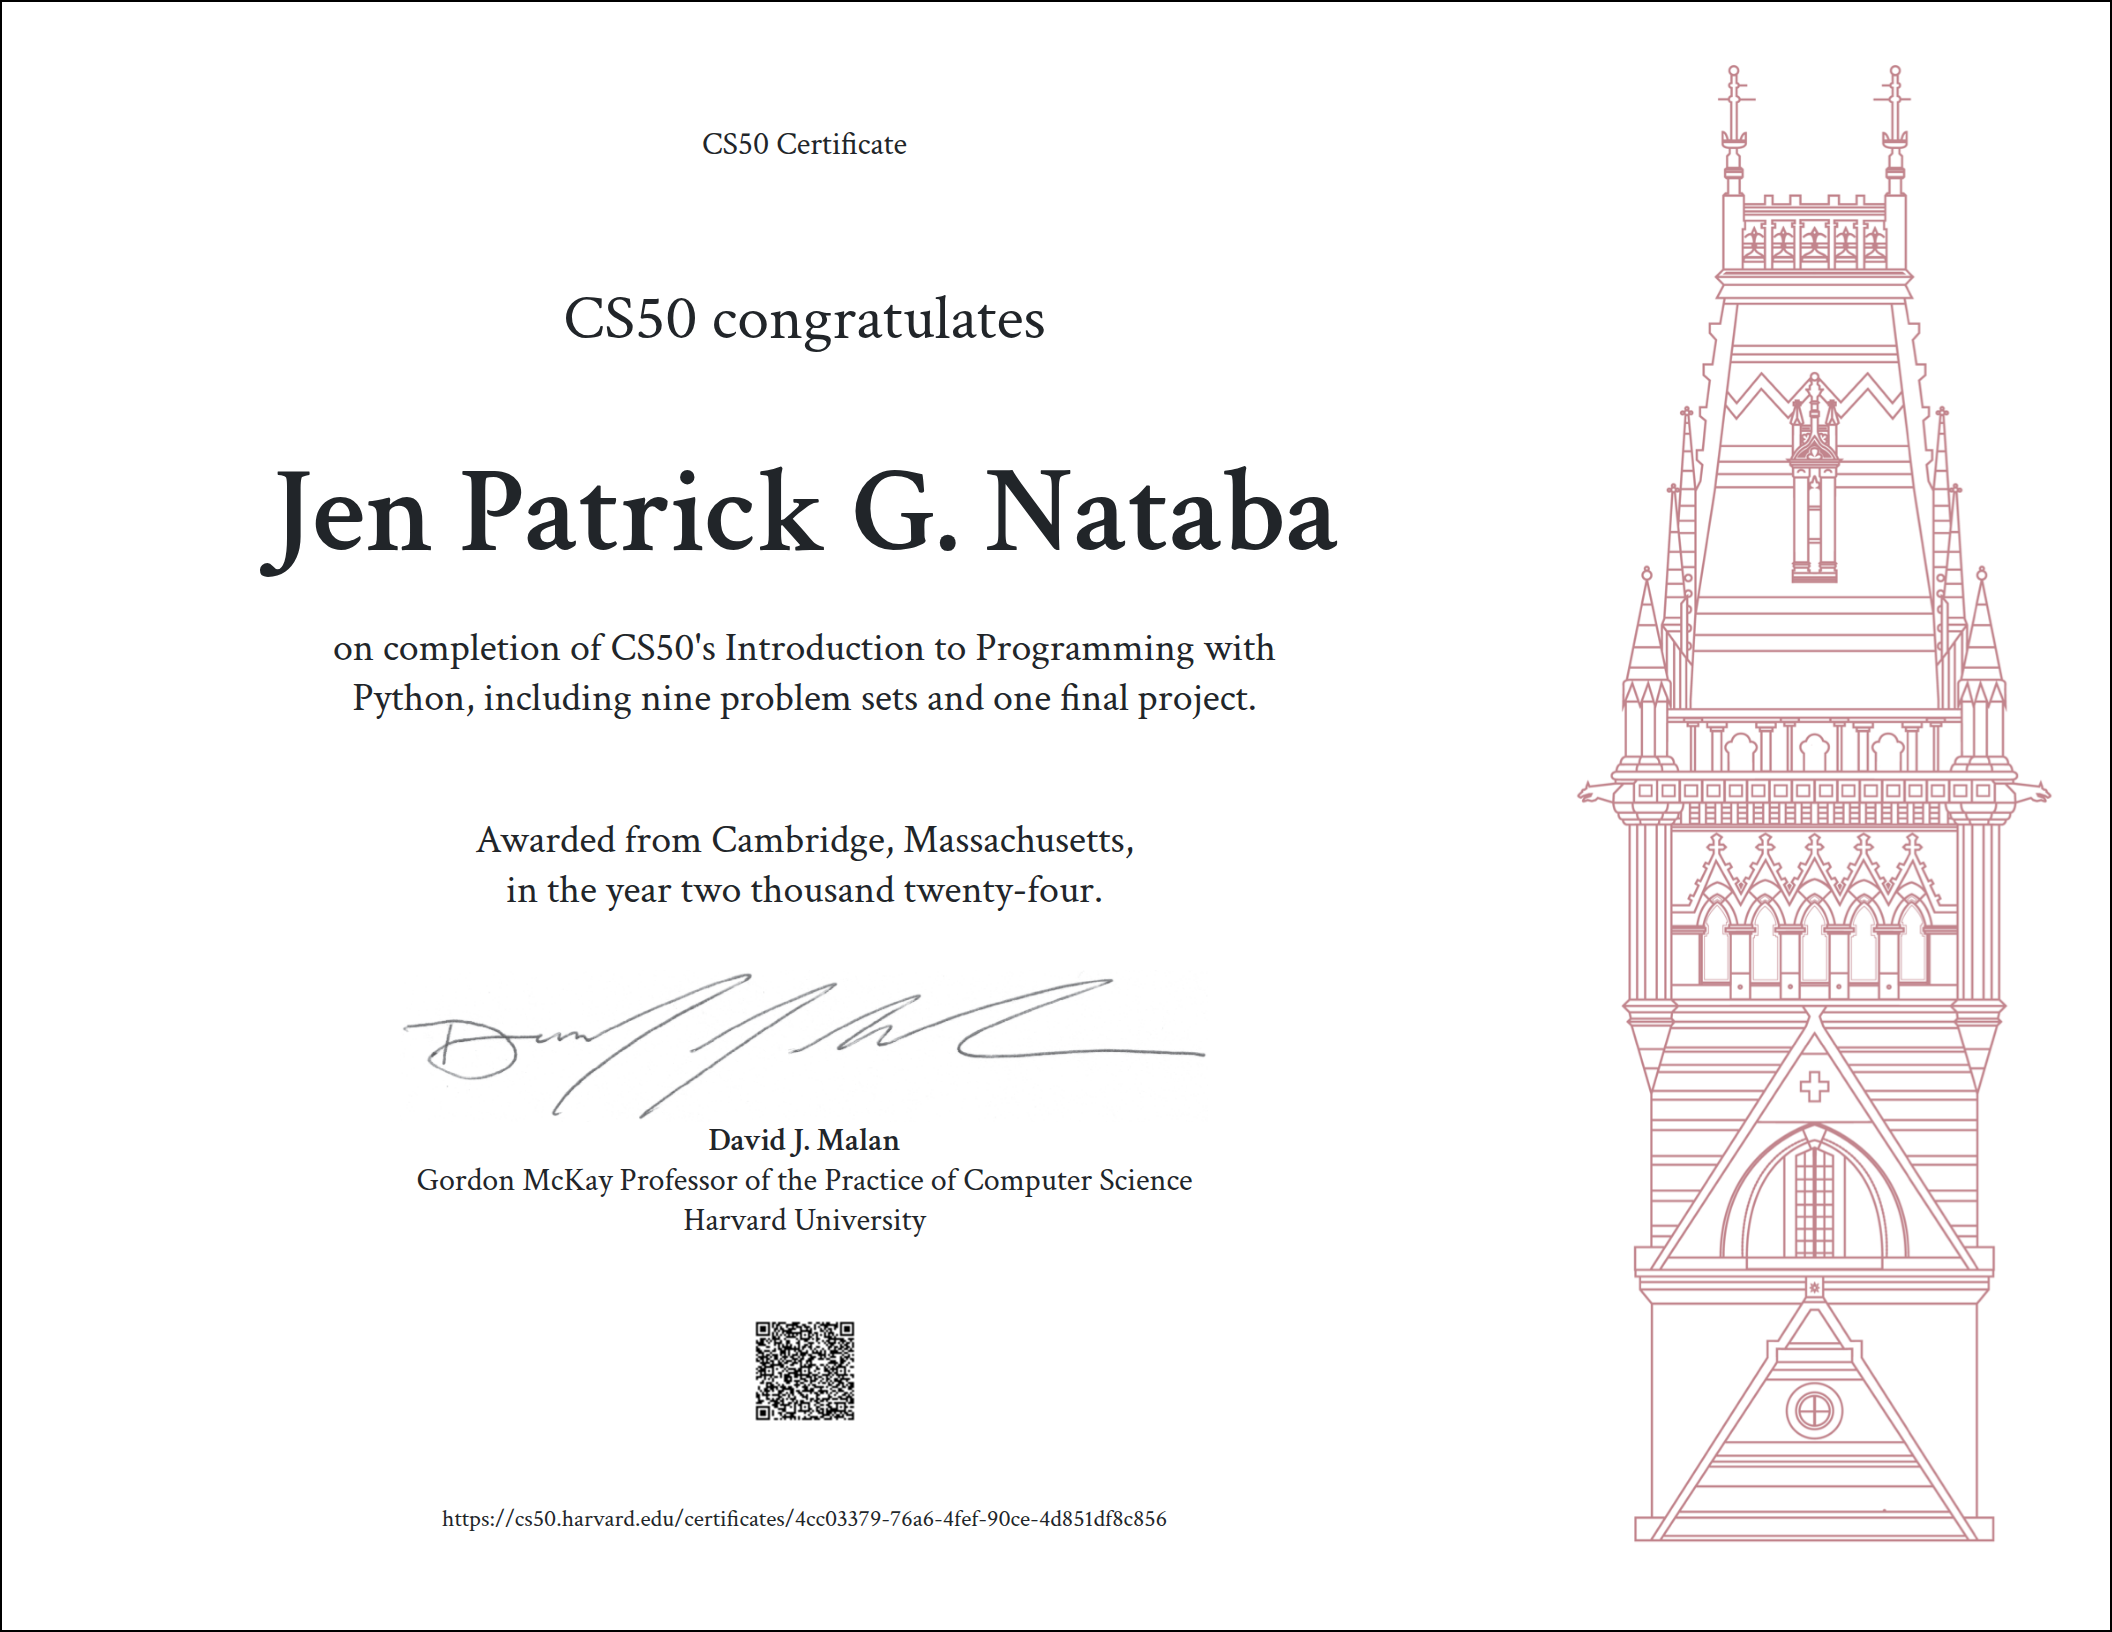 CS50 Certificate
CS50 congratulates
Jen Patrick G. Nataba
on completion of CS50's Introduction to Programming with
Python, including nine problem sets and one final project.
Awarded from Cambridge, Massachusetts,
in the year two thousand twenty-four.
David J. Malan
Gordon McKay Professor of the Practice of Computer Science
Harvard University
https://cs50.harvard.edu/certificates/4cc03379-76a6-4fef-90ce-4d851df8c856